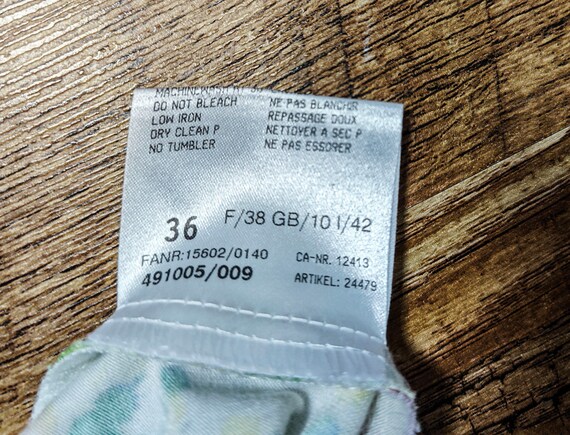 DO NOT BLEACH NE PAS BLANCHIR
LOW IRON REPASSAGE DOUX
DRY CLEAN P NETTOYER A SEC P
NO TUMBLER NE PAS ESSORER
36 F/38 GB/10 I/42
FANR:15602/0140 CA-NR. 12413
491005/009 ARTIKEL: 24479